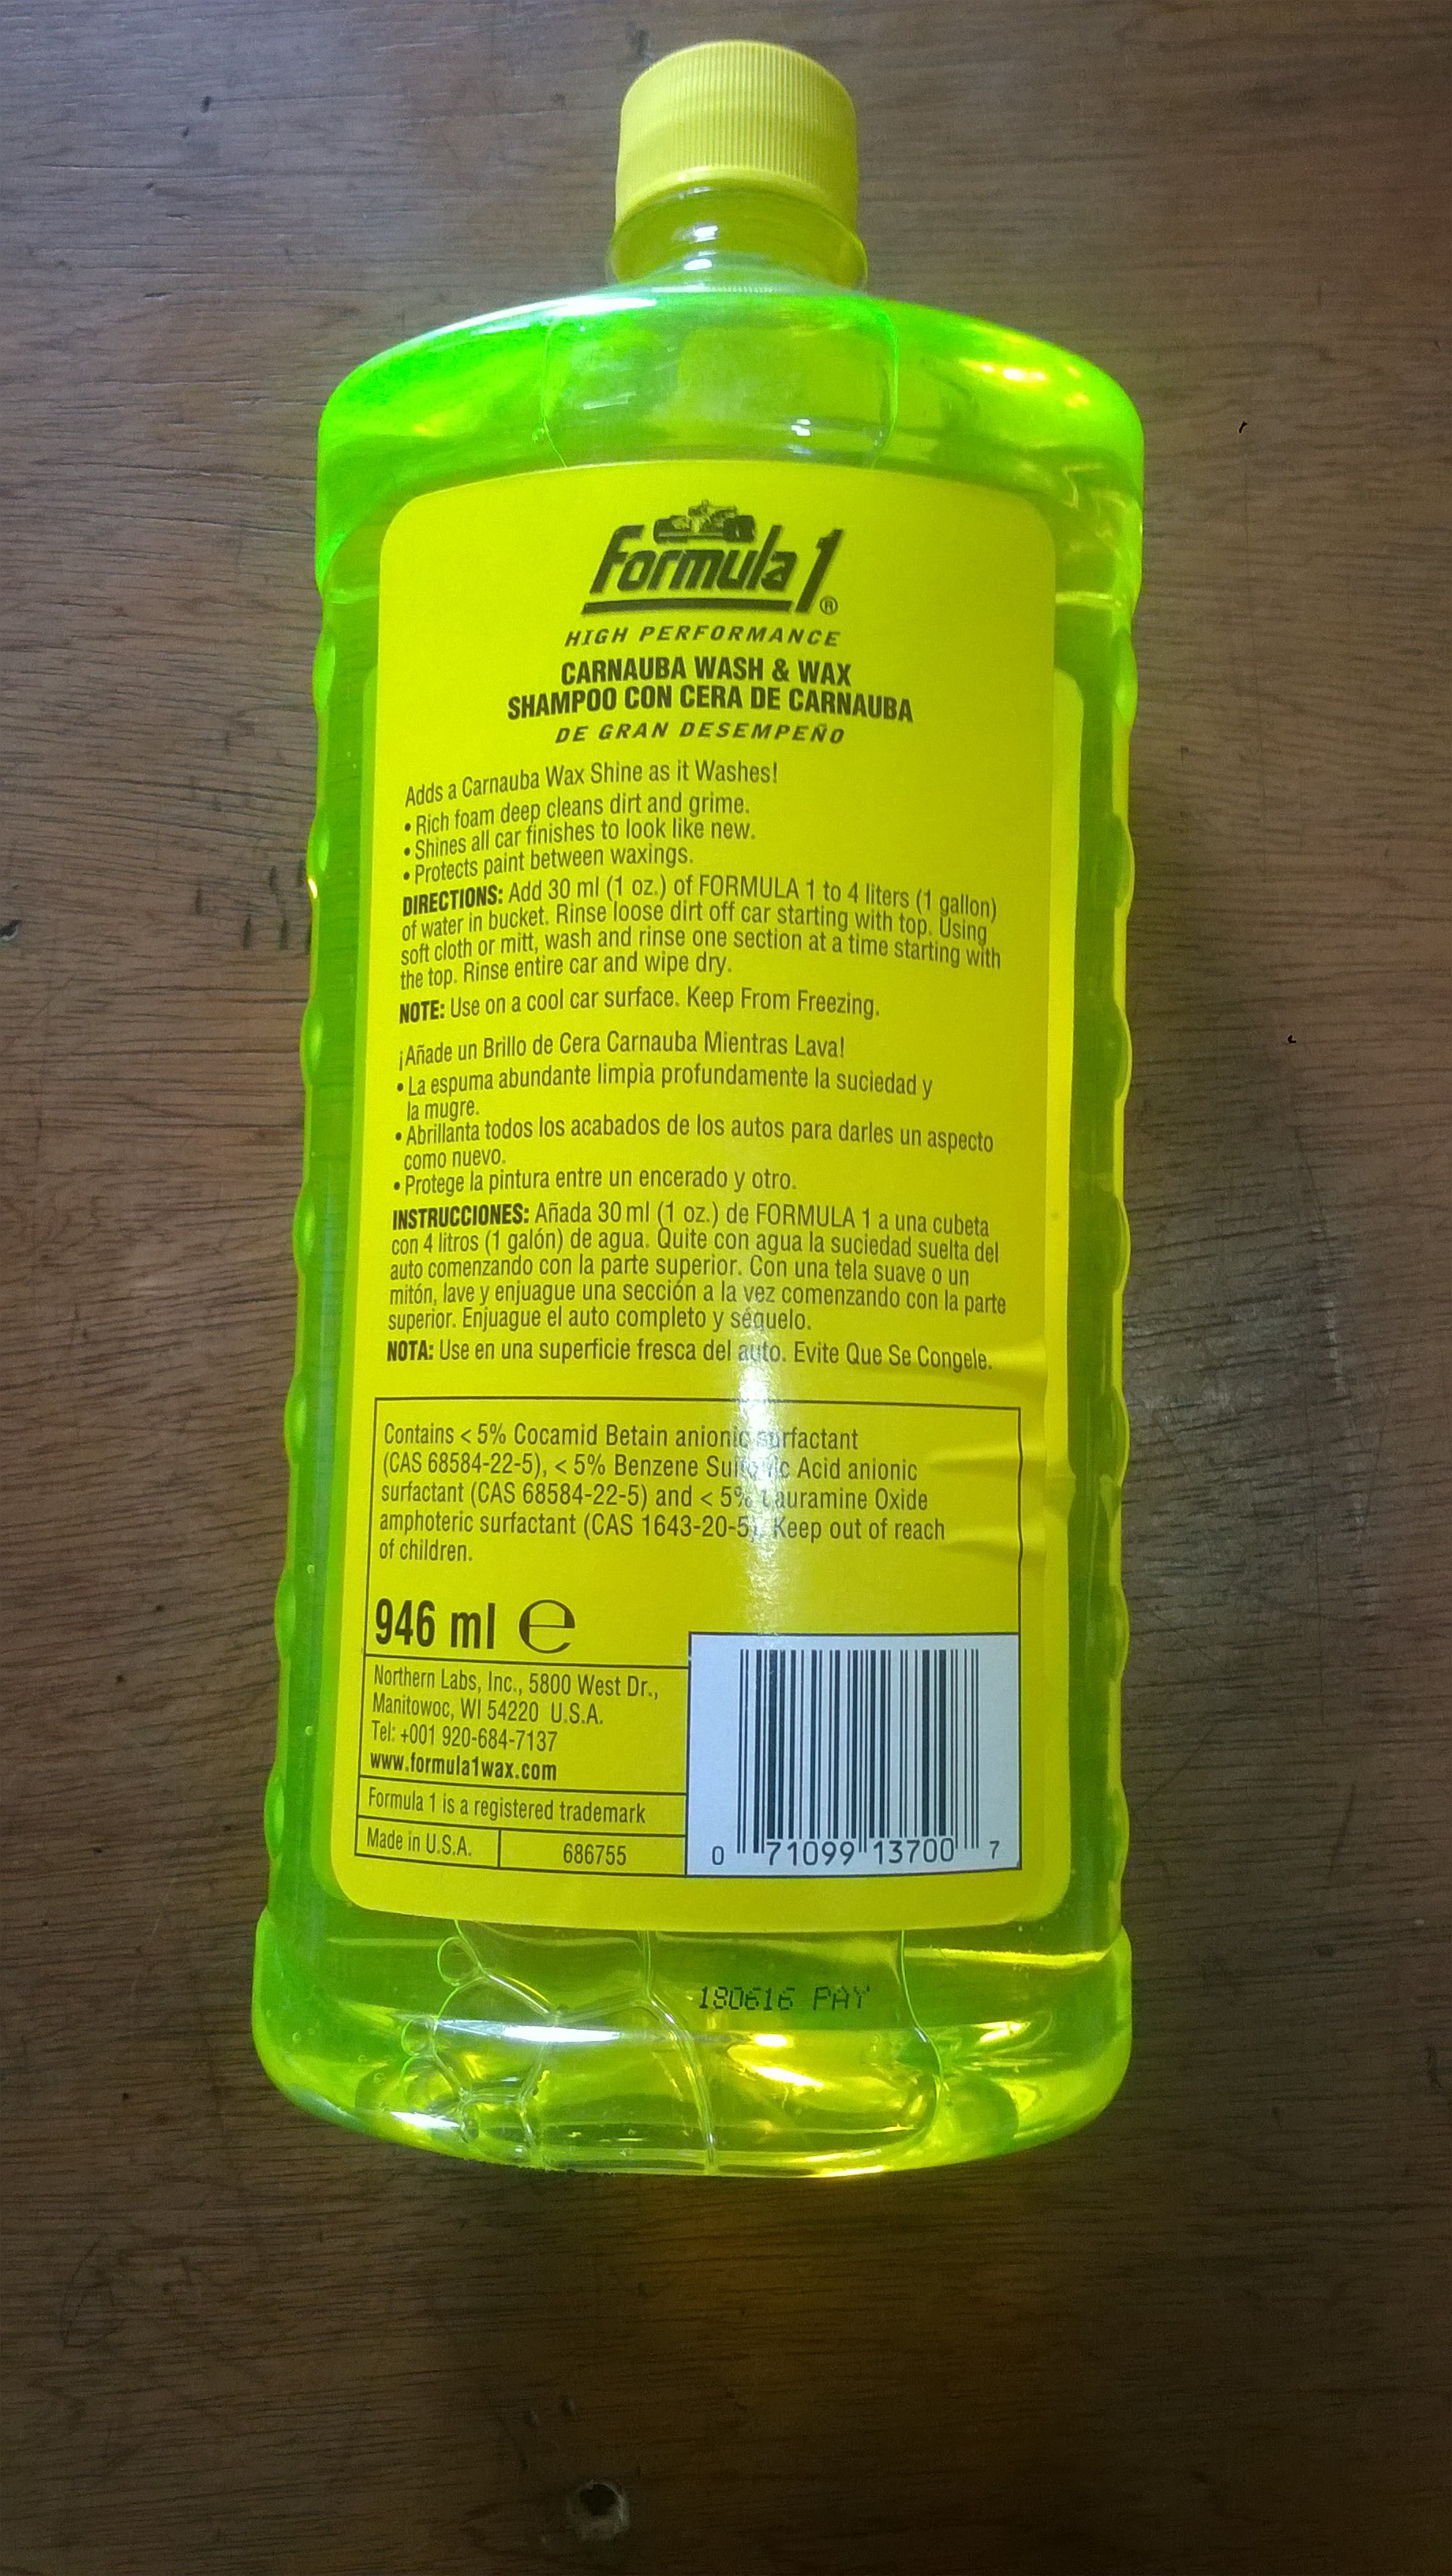 Formula 1®
HIGH PERFORMANCE
CARNAUBA WASH & WAX
SHAMPOO CON CERA DE CARNAUBA
DE GRAN DESEMPEÑO
Adds a Carnauba Wax Shine as it Washes!
• Rich foam deep cleans dirt and grime.
• Shines all car finishes to look like new.
• Protects paint between waxings.
DIRECTIONS: Add 30 ml (1 oz.) of FORMULA 1 to 4 liters (1 gallon)
of water in bucket. Rinse loose dirt off car starting with top. Using
soft cloth or mitt, wash and rinse one section at a time starting with
the top. Rinse entire car and wipe dry.
NOTE: Use on a cool car surface. Keep From Freezing.
¡Añade un Brillo de Cera Carnauba Mientras Lava!
• La espuma abundante limpia profundamente la suciedad y
la mugre.
• Abrillanta todos los acabados de los autos para darles un aspecto
como nuevo.
• Protege la pintura entre un encerado y otro.
INSTRUCCIONES: Añada 30 ml (1 oz.) de FORMULA 1 a una cubeta
con 4 litros (1 galón) de agua. Quite con agua la suciedad suelta del
auto comenzando con la parte superior. Con una tela suave o un
mitón, lave y enjuague una sección a la vez comenzando con la parte
superior. Enjuague el auto completo y séquelo.
NOTA: Use en una superficie fresca del auto. Evite Que Se Congele.
Contains < 5% Cocamid Betain anionic surfactant
(CAS 68584-22-5), < 5% Benzene Acid anionic
surfactant (CAS 68584-22-5) and < 5% Lauramine Oxide
amphoteric surfactant (CAS 1643-20-5). Keep out of reach
of children.
946 ml ℮
Northern Labs, Inc., 5800 West Dr.,
Manitowoc, WI 54220 U.S.A.
Tel: +001 920-684-7137
www.formula1wax.com
Formula 1 is a registered trademark
Made in U.S.A. 686755
0 71099 13700 7
180616 PAY